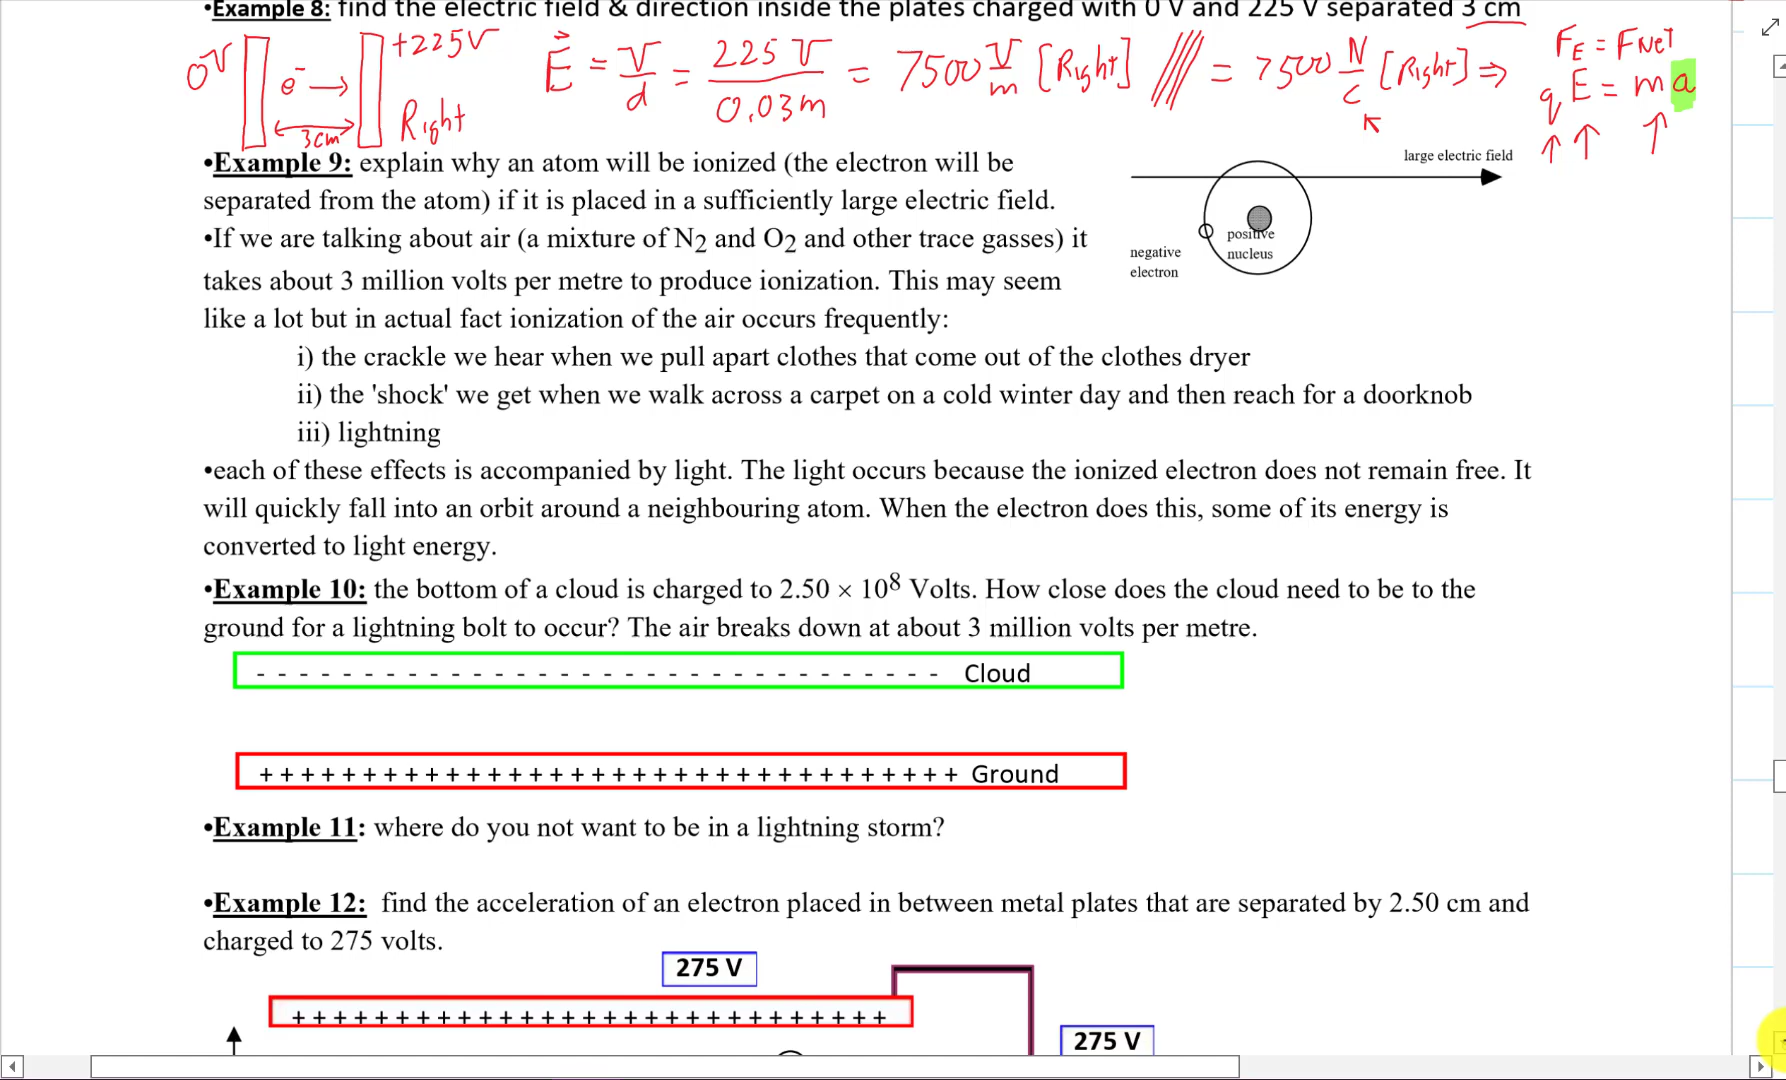 •Example 8: find the electric field & direction inside the plates charged with 0 V and 225 V separated 3 cm
0V e⁻ → 3cm +225V Right
E⃗ = V/d = 225 V/0.03m = 7500 V/m [Right] = 7500 N/C [Right] ⇒
FE = FNeT
qE = ma
•Example 9: explain why an atom will be ionized (the electron will be
separated from the atom) if it is placed in a sufficiently large electric field.
large electric field
positive
nucleus
negative
electron
•If we are talking about air (a mixture of N2 and O2 and other trace gasses) it
takes about 3 million volts per metre to produce ionization. This may seem
like a lot but in actual fact ionization of the air occurs frequently:
i) the crackle we hear when we pull apart clothes that come out of the clothes dryer
ii) the 'shock' we get when we walk across a carpet on a cold winter day and then reach for a doorknob
iii) lightning
•each of these effects is accompanied by light. The light occurs because the ionized electron does not remain free. It
will quickly fall into an orbit around a neighbouring atom. When the electron does this, some of its energy is
converted to light energy.
•Example 10: the bottom of a cloud is charged to 2.50 × 10⁸ Volts. How close does the cloud need to be to the
ground for a lightning bolt to occur? The air breaks down at about 3 million volts per metre.
- - - - - - - - - - - - - - - - - - - - - - - - - - - - - - - - - Cloud
+ + + + + + + + + + + + + + + + + + + + + + + + + + + + + + + + + + Ground
•Example 11: where do you not want to be in a lightning storm?
•Example 12: find the acceleration of an electron placed in between metal plates that are separated by 2.50 cm and
charged to 275 volts.
275 V
+ + + + + + + + + + + + + + + + + + + + + + + + + + + + +
275 V